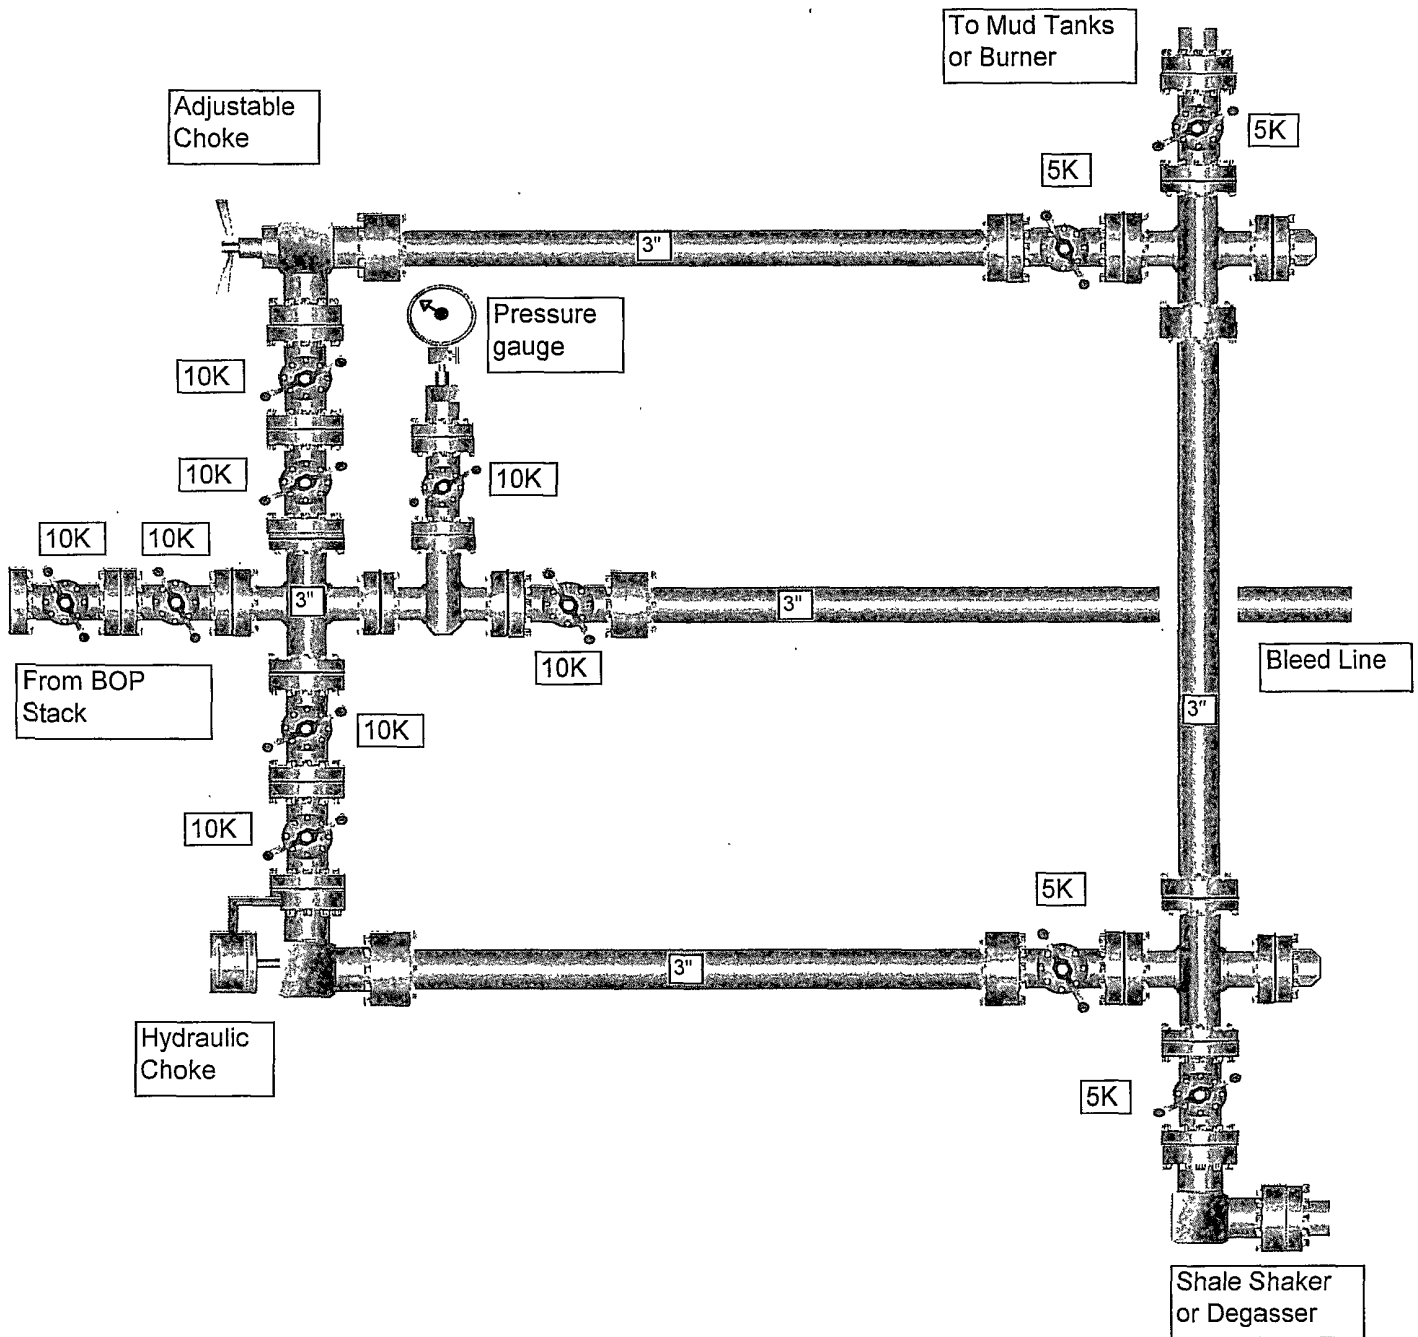 To Mud Tanks
or Burner
Adjustable
Choke
5K
5K
3"
Pressure
gauge
10K
10K
10K
10K
10K
3"
3"
10K
From BOP
Stack
Bleed Line
3"
10K
10K
5K
3"
Hydraulic
Choke
5K
Shale Shaker
or Degasser